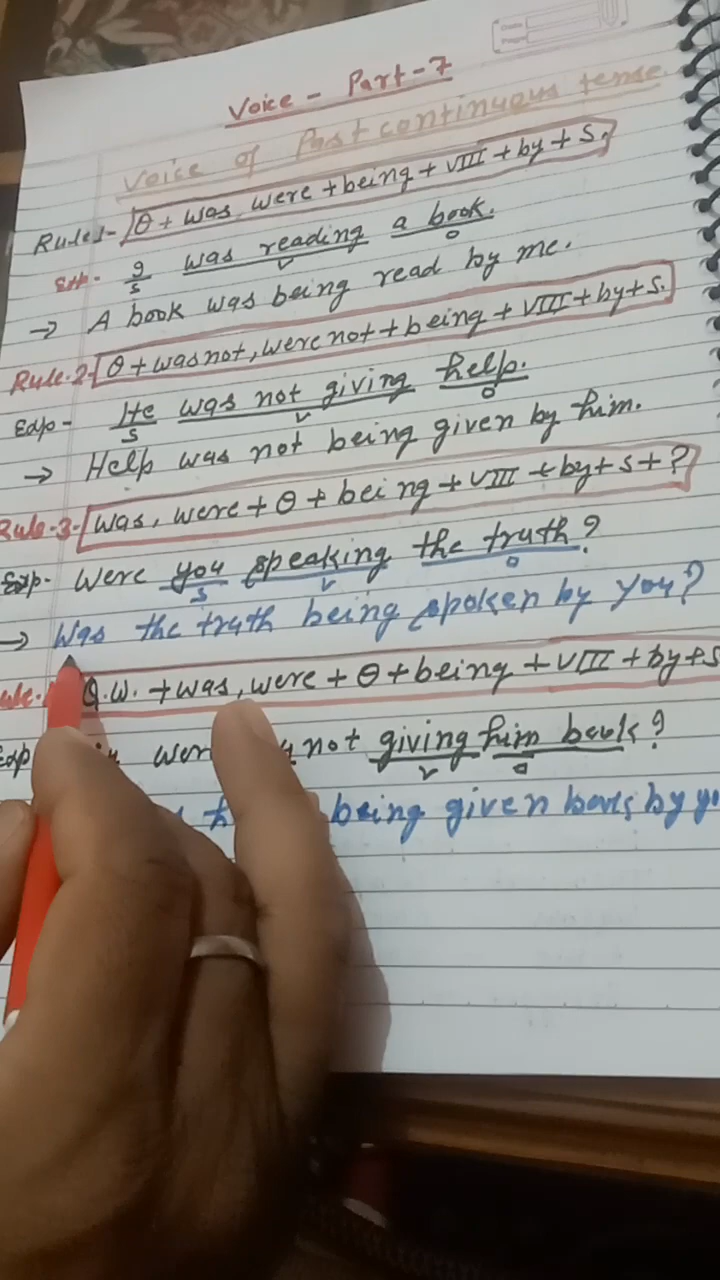 Voice - Part-7
Voice of Past continuous tense.
Rule1- O + was, were + being + VIII + by + S.
Exp- I was reading a book.
S V O
→ A book was being read by me.
Rule.2- O + was not, were not + being + VIII + by + S.
Exp- He was not giving help.
S V O
→ Help was not being given by him.
Rule-3- was, were + O + being + VIII + by + S + ?
Exp- Were you speaking the truth?
S V O
→ Was the truth being spoken by you?
Q.W. + was, were + O + being + VIII + by + S
Exp not giving him book?
V O
being given by